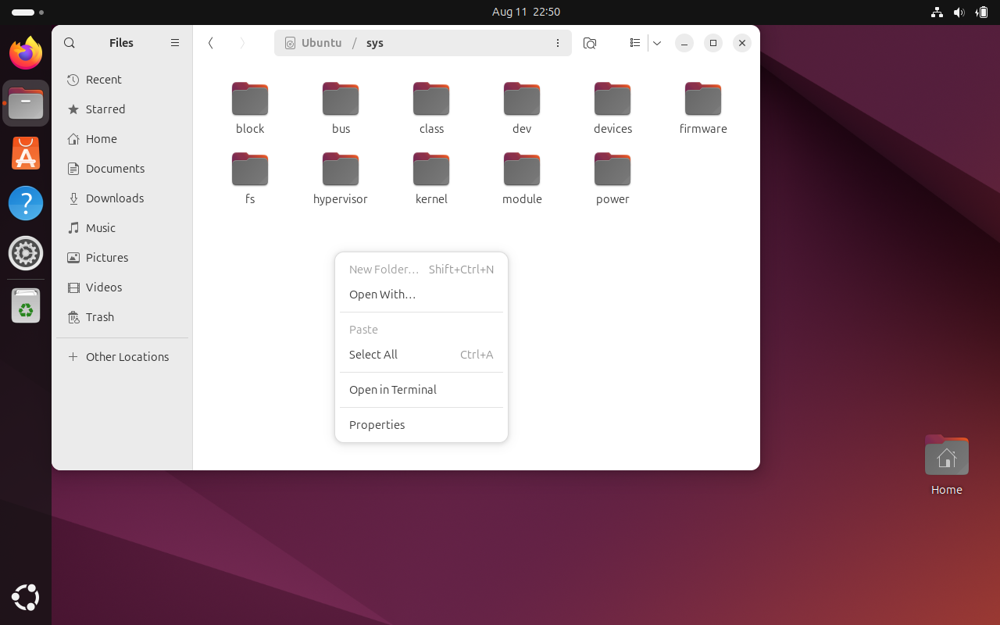 Aug 11 22:50
Files
Ubuntu / sys
Recent
Starred
Home
Documents
Downloads
Music
Pictures
Videos
Trash
Other Locations
block
bus
class
dev
devices
firmware
fs
hypervisor
kernel
module
power
New Folder… Shift+Ctrl+N
Open With…
Paste
Select All Ctrl+A
Open in Terminal
Properties
Home